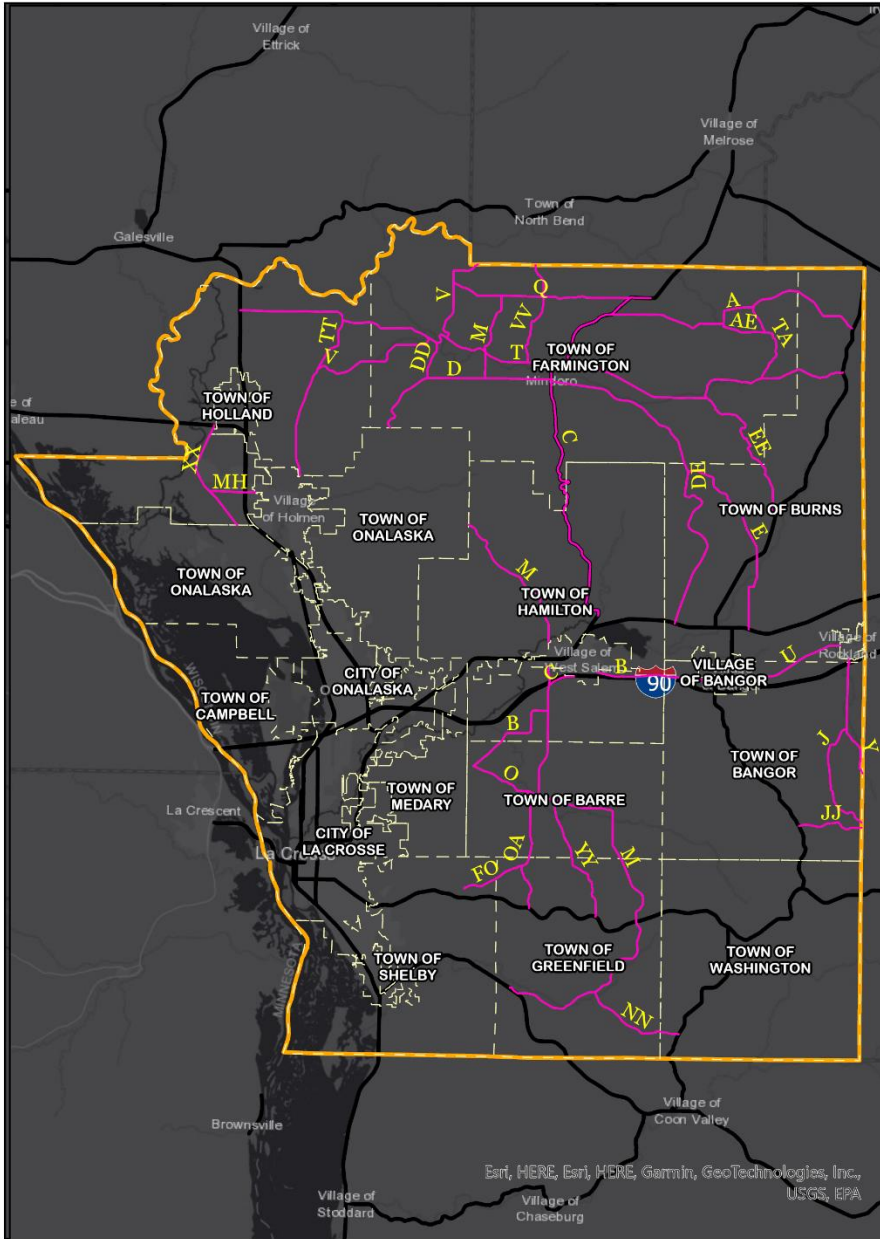 Village of
Ettrick
Village of
Melrose
Town of
North Bend
Galesville
V
Q
A
TT
M
VV
AE
TA
V
DD
T
D
TOWN OF
FARMINGTON
Mindoro
TOWN OF
HOLLAND
C
EE
XX
MH
DE
Village
of Holmen
TOWN OF
ONALASKA
TOWN OF BURNS
E
TOWN OF
ONALASKA
M
TOWN OF
HAMILTON
Village of
West Salem
U
Village of
Rockland
CITY OF
ONALASKA
C
B
90
VILLAGE
OF BANGOR
TOWN OF
CAMPBELL
WISC
B
J
Y
TOWN OF
BANGOR
O
TOWN OF
MEDARY
TOWN OF BARRE
La Crescent
JJ
CITY OF
LA CROSSE
La Crosse
OA
YY
M
FO
TOWN OF
SHELBY
TOWN OF
GREENFIELD
TOWN OF
WASHINGTON
MINNESOTA
NN
Brownsville
Village of
Coon Valley
Esri, HERE, Esri, HERE, Garmin, GeoTechnologies, Inc.,
USGS, EPA
Village of
Stoddard
Village of
Chaseburg